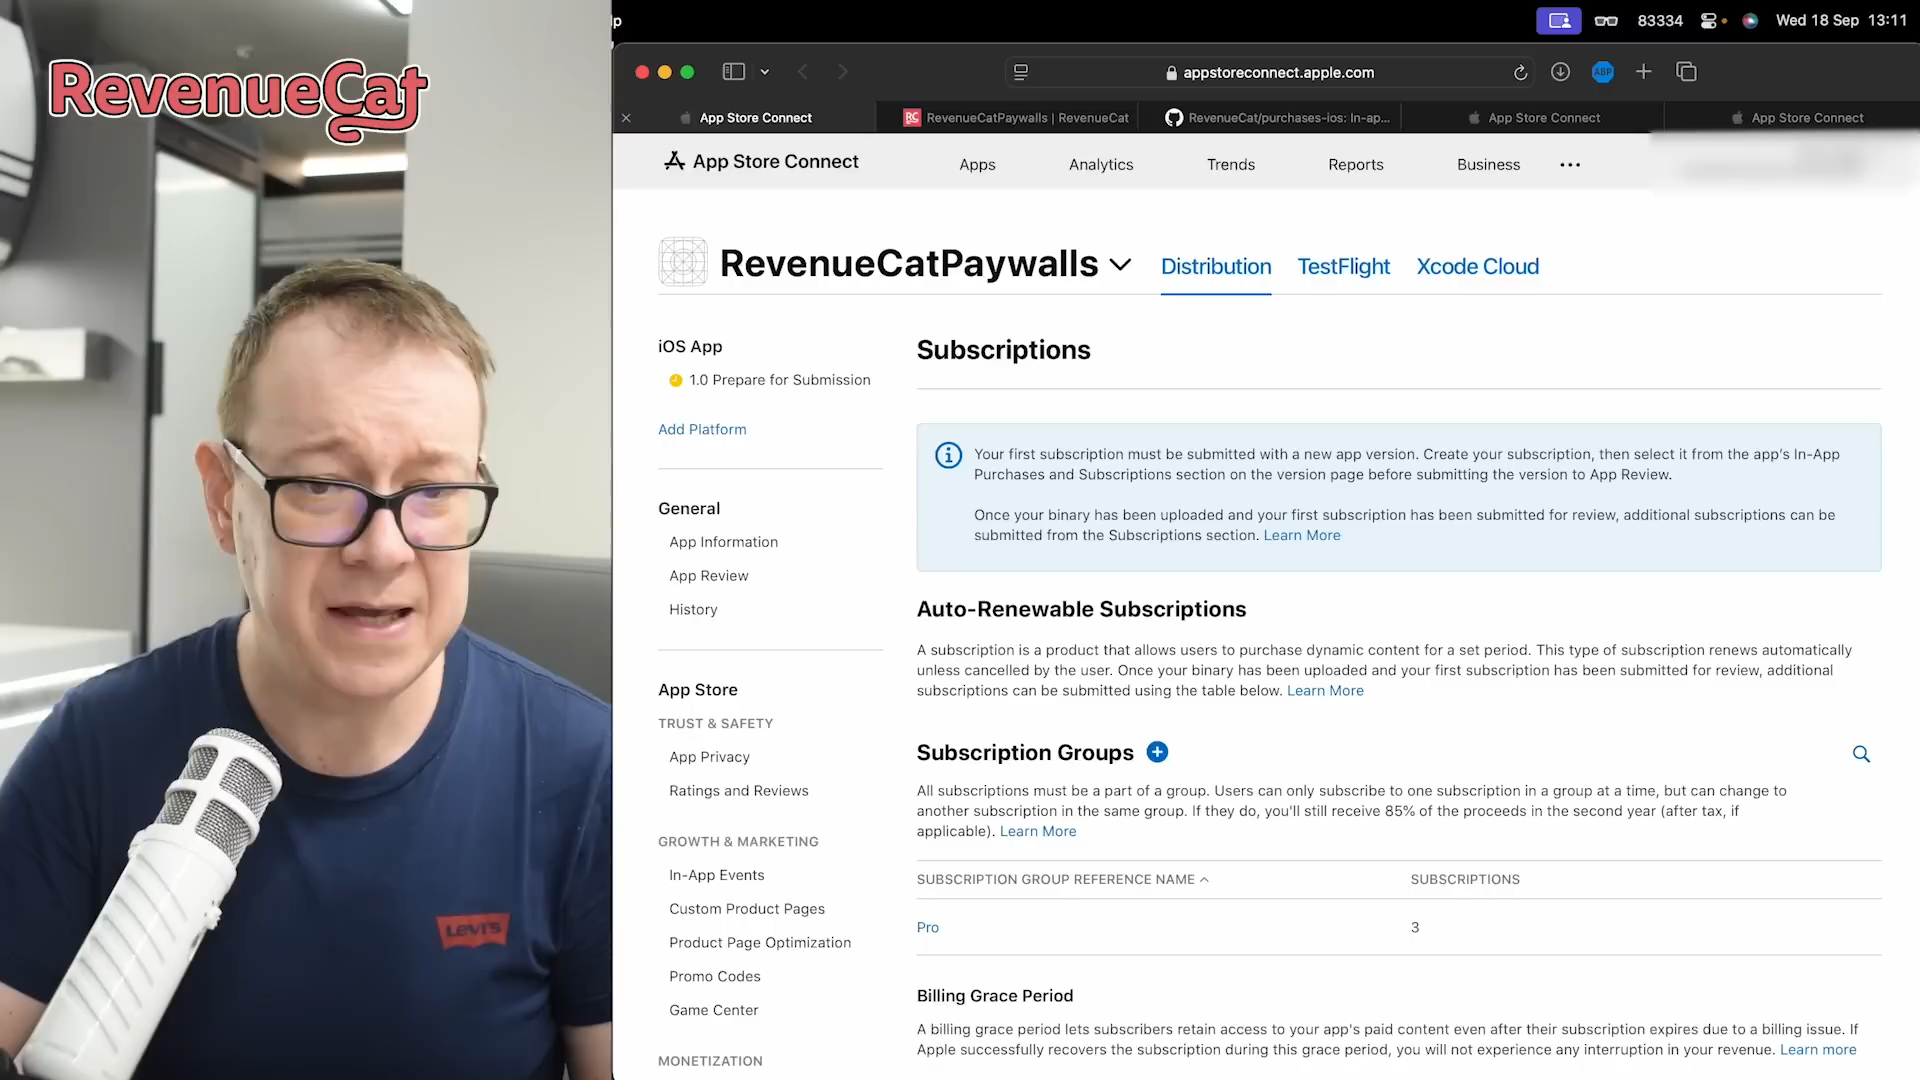 RevenueCat
lp
83334
Wed 18 Sep 13:11
appstoreconnect.apple.com
ABP
App Store Connect
RC RevenueCatPaywalls | RevenueCat
RevenueCat/purchases-ios: In-ap...
App Store Connect
App Store Connect
App Store Connect
Apps
Analytics
Trends
Reports
Business
RevenueCatPaywalls
Distribution
TestFlight
Xcode Cloud
iOS App
1.0 Prepare for Submission
Add Platform
General
App Information
App Review
History
App Store
TRUST & SAFETY
App Privacy
Ratings and Reviews
GROWTH & MARKETING
In-App Events
Custom Product Pages
Product Page Optimization
Promo Codes
Game Center
MONETIZATION
Subscriptions
Your first subscription must be submitted with a new app version. Create your subscription, then select it from the app's In-App
Purchases and Subscriptions section on the version page before submitting the version to App Review.
Once your binary has been uploaded and your first subscription has been submitted for review, additional subscriptions can be
submitted from the Subscriptions section. Learn More
Auto-Renewable Subscriptions
A subscription is a product that allows users to purchase dynamic content for a set period. This type of subscription renews automatically
unless cancelled by the user. Once your binary has been uploaded and your first subscription has been submitted for review, additional
subscriptions can be submitted using the table below. Learn More
Subscription Groups
All subscriptions must be a part of a group. Users can only subscribe to one subscription in a group at a time, but can change to
another subscription in the same group. If they do, you'll still receive 85% of the proceeds in the second year (after tax, if
applicable). Learn More
SUBSCRIPTION GROUP REFERENCE NAME
SUBSCRIPTIONS
Pro
3
Billing Grace Period
A billing grace period lets subscribers retain access to your app's paid content even after their subscription expires due to a billing issue. If
Apple successfully recovers the subscription during this grace period, you will not experience any interruption in your revenue. Learn more
LEVI'S